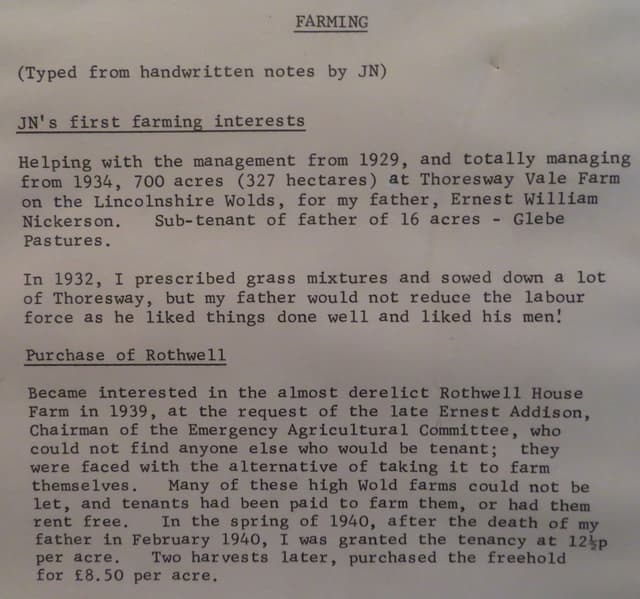 FARMING
(Typed from handwritten notes by JN)
JN's first farming interests
Helping with the management from 1929, and totally managing
from 1934, 700 acres (327 hectares) at Thoresway Vale Farm
on the Lincolnshire Wolds, for my father, Ernest William
Nickerson. Sub-tenant of father of 16 acres - Glebe
Pastures.
In 1932, I prescribed grass mixtures and sowed down a lot
of Thoresway, but my father would not reduce the labour
force as he liked things done well and liked his men!
Purchase of Rothwell
Became interested in the almost derelict Rothwell House
Farm in 1939, at the request of the late Ernest Addison,
Chairman of the Emergency Agricultural Committee, who
could not find anyone else who would be tenant; they
were faced with the alternative of taking it to farm
themselves. Many of these high Wold farms could not be
let, and tenants had been paid to farm them, or had them
rent free. In the spring of 1940, after the death of my
father in February 1940, I was granted the tenancy at 12½p
per acre. Two harvests later, purchased the freehold
for £8.50 per acre.